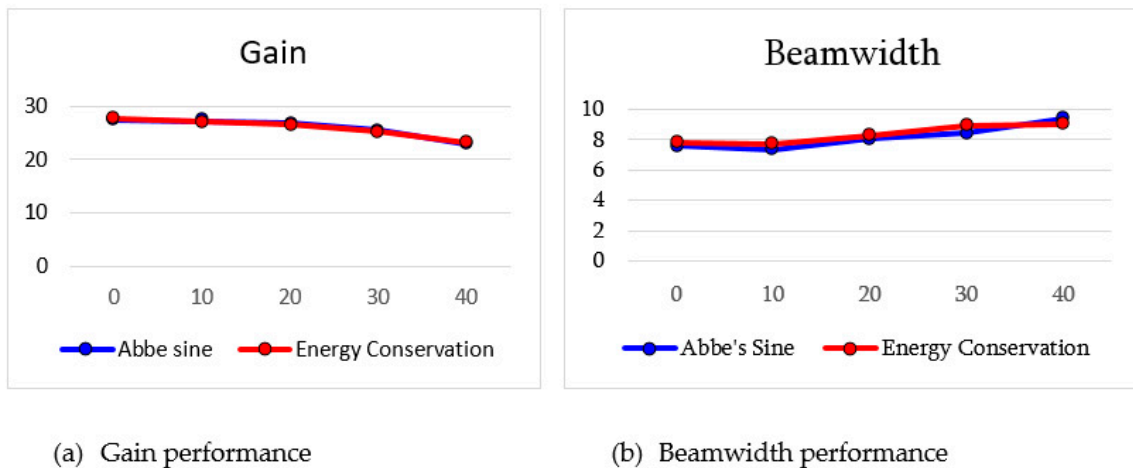 Gain
30
20
10
0
0 10 20 30 40
Abbe sine Energy Conservation
Beamwidth
10
8
6
4
2
0
0 10 20 30 40
Abbe's Sine Energy Conservation
(a) Gain performance
(b) Beamwidth performance